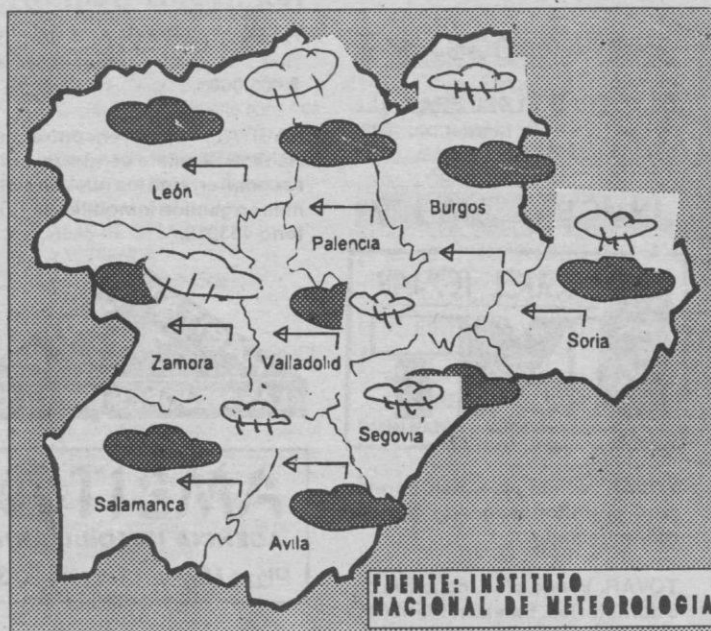 León
Burgos
Palencia
Soria
Zamora
Valladolid
Segovia
Salamanca
Avila
FUENTE: INSTITUTO
NACIONAL DE METEOROLOGIA